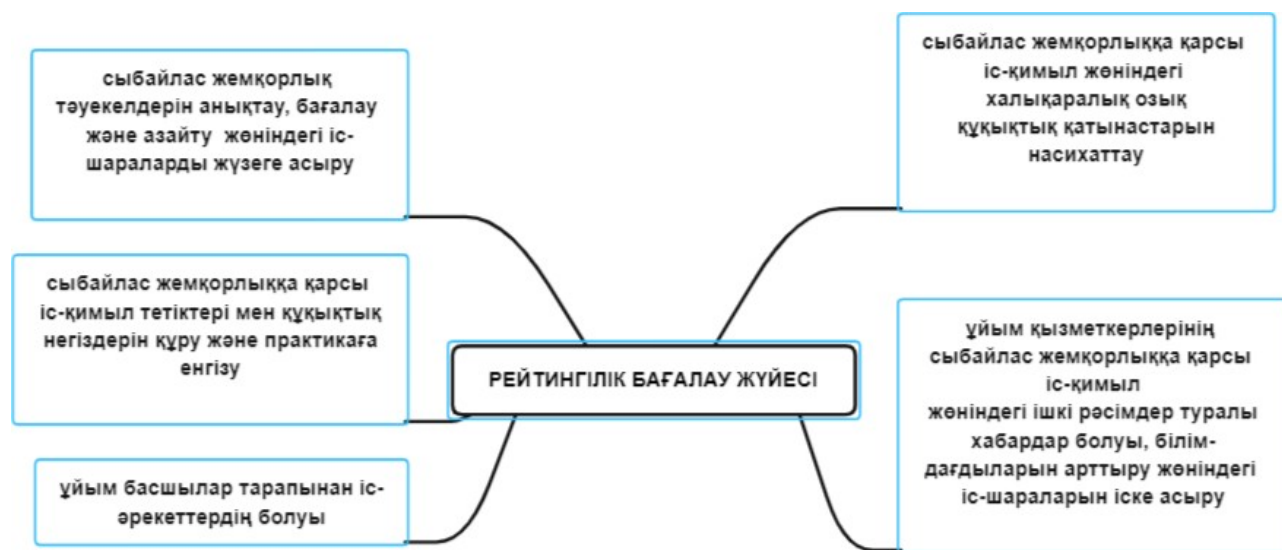 сыбайлас жемқорлық
тәуекелдерін анықтау, бағалау
және азайту жөніндегі іс-
шараларды жүзеге асыру
сыбайлас жемқорлыққа қарсы
іс-қимыл тетіктері мен құқықтық
негіздерін құру және практикаға
енгізу
ұйым басшылар тарапынан іс-
әрекеттердің болуы
РЕЙТИНГІЛІК БАҒАЛАУ ЖҮЙЕСІ
сыбайлас жемқорлыққа қарсы
іс-қимыл жөніндегі
халықаралық озық
құқықтық қатынастарын
насихаттау
ұйым қызметкерлерінің
сыбайлас жемқорлыққа қарсы
іс-қимыл
жөніндегі ішкі рәсімдер туралы
хабардар болуы, білім-
дағдыларын арттыру жөніндегі
іс-шараларын іске асыру